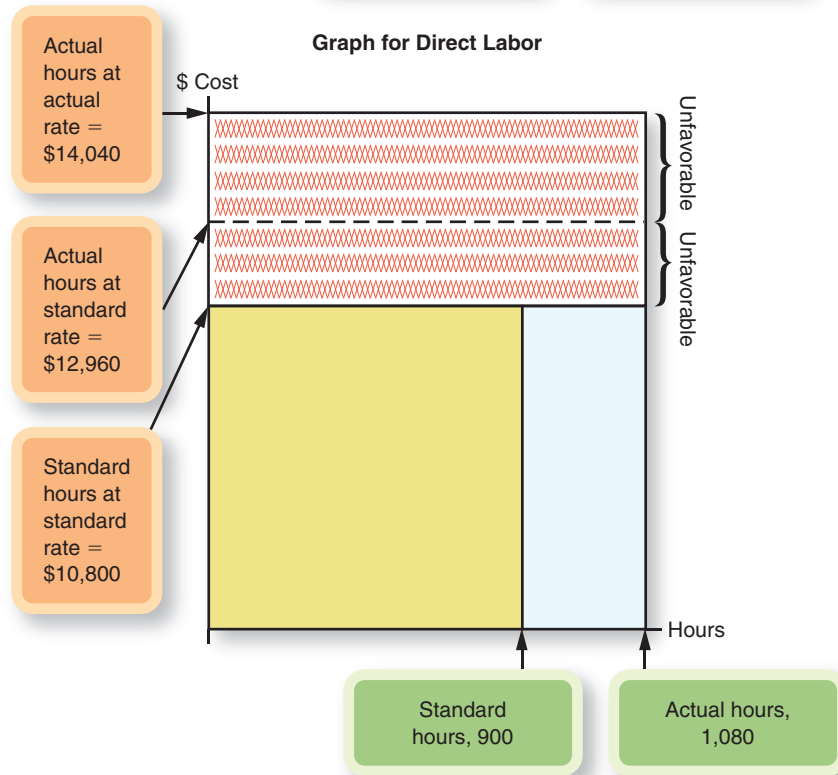 Graph for Direct Labor
$ Cost
Actual
hours at
actual
rate =
$14,040
Actual
hours at
standard
rate =
$12,960
Standard
hours at
standard
rate =
$10,800
Unfavorable
Unfavorable
Hours
Standard
hours, 900
Actual hours,
1,080